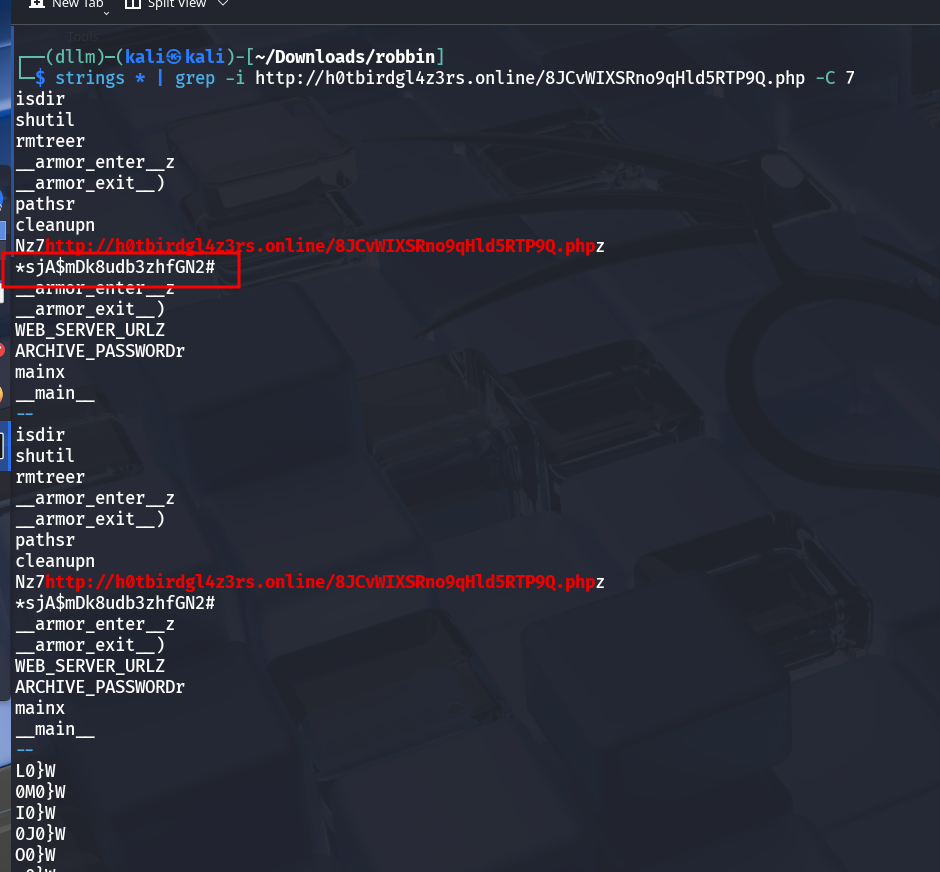 New Tab Split View
Tools
┌──(dllm)─(kali㉿kali)-[~/Downloads/robbin]
└─$ strings * | grep -i http://h0tbirdgl4z3rs.online/8JCvWIXSRno9qHld5RTP9Q.php -C 7
isdir
shutil
rmtreer
__armor_enter__z
__armor_exit__)
pathsr
cleanupn
Nz7http://h0tbirdgl4z3rs.online/8JCvWIXSRno9qHld5RTP9Q.phpz
*sjA$mDk8udb3zhfGN2#
__armor_enter__z
__armor_exit__)
WEB_SERVER_URLZ
ARCHIVE_PASSWORDr
mainx
__main__
--
isdir
shutil
rmtreer
__armor_enter__z
__armor_exit__)
pathsr
cleanupn
Nz7http://h0tbirdgl4z3rs.online/8JCvWIXSRno9qHld5RTP9Q.phpz
*sjA$mDk8udb3zhfGN2#
__armor_enter__z
__armor_exit__)
WEB_SERVER_URLZ
ARCHIVE_PASSWORDr
mainx
__main__
--
L0}W
0M0}W
I0}W
0J0}W
O0}W